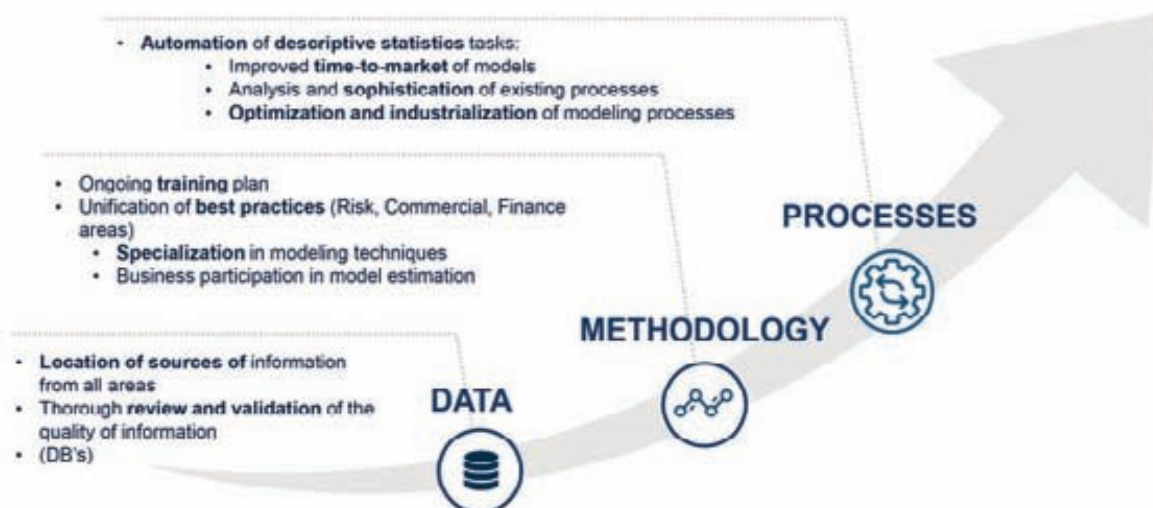 - Automation of descriptive statistics tasks:
• Improved time-to-market of models
• Analysis and sophistication of existing processes
• Optimization and industrialization of modeling processes
• Ongoing training plan
• Unification of best practices (Risk, Commercial, Finance
areas)
• Specialization in modeling techniques
• Business participation in model estimation
PROCESSES
METHODOLOGY
- Location of sources of information
from all areas
• Thorough review and validation of the
quality of information
• (DB's)
DATA